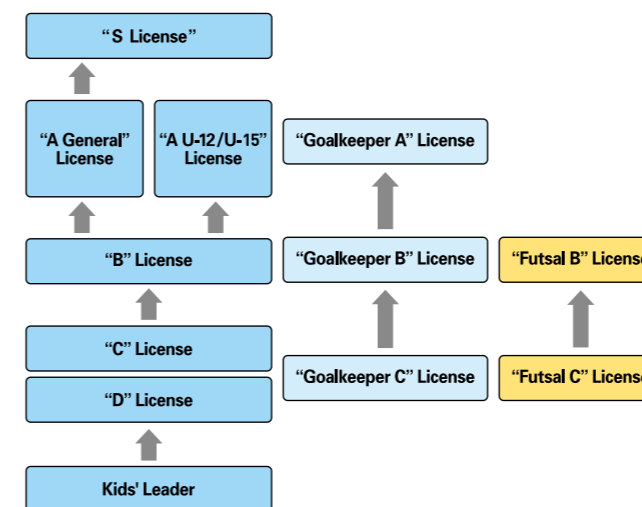 “S License”
“A General”
License
“A U-12/U-15”
License
“Goalkeeper A” License
“B” License
“Goalkeeper B” License
“Futsal B” License
“C” License
“D” License
“Goalkeeper C” License
“Futsal C” License
Kids' Leader